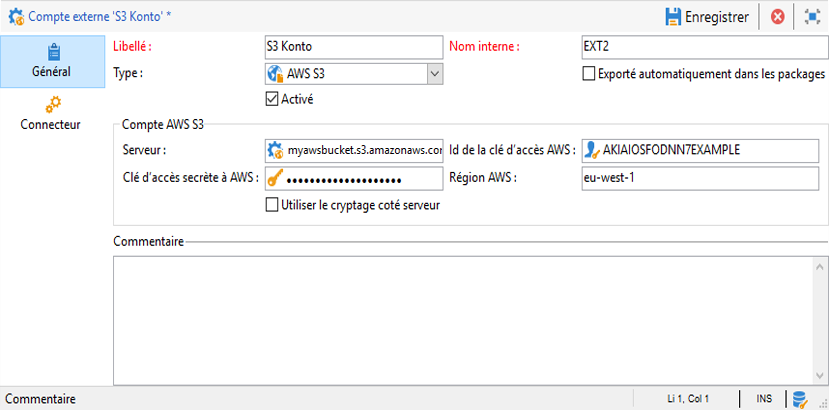 Compte externe 'S3 Konto' *
Enregistrer
Général
Connecteur
Libellé : S3 Konto Nom interne : EXT2
Type : AWS S3 Exporté automatiquement dans les packages
Activé
Compte AWS S3
Serveur : myawsbucket.s3.amazonaws.cor Id de la clé d'accès AWS : AKIAIOSFODNN7EXAMPLE
Clé d'accès secrète à AWS : •••••••••••••••••••• Région AWS : eu-west-1
Utiliser le cryptage coté serveur
Commentaire
Commentaire Li 1, Col 1 INS